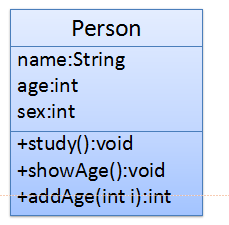 Person
name:String
age:int
sex:int
+study():void
+showAge():void
+addAge(int i):int